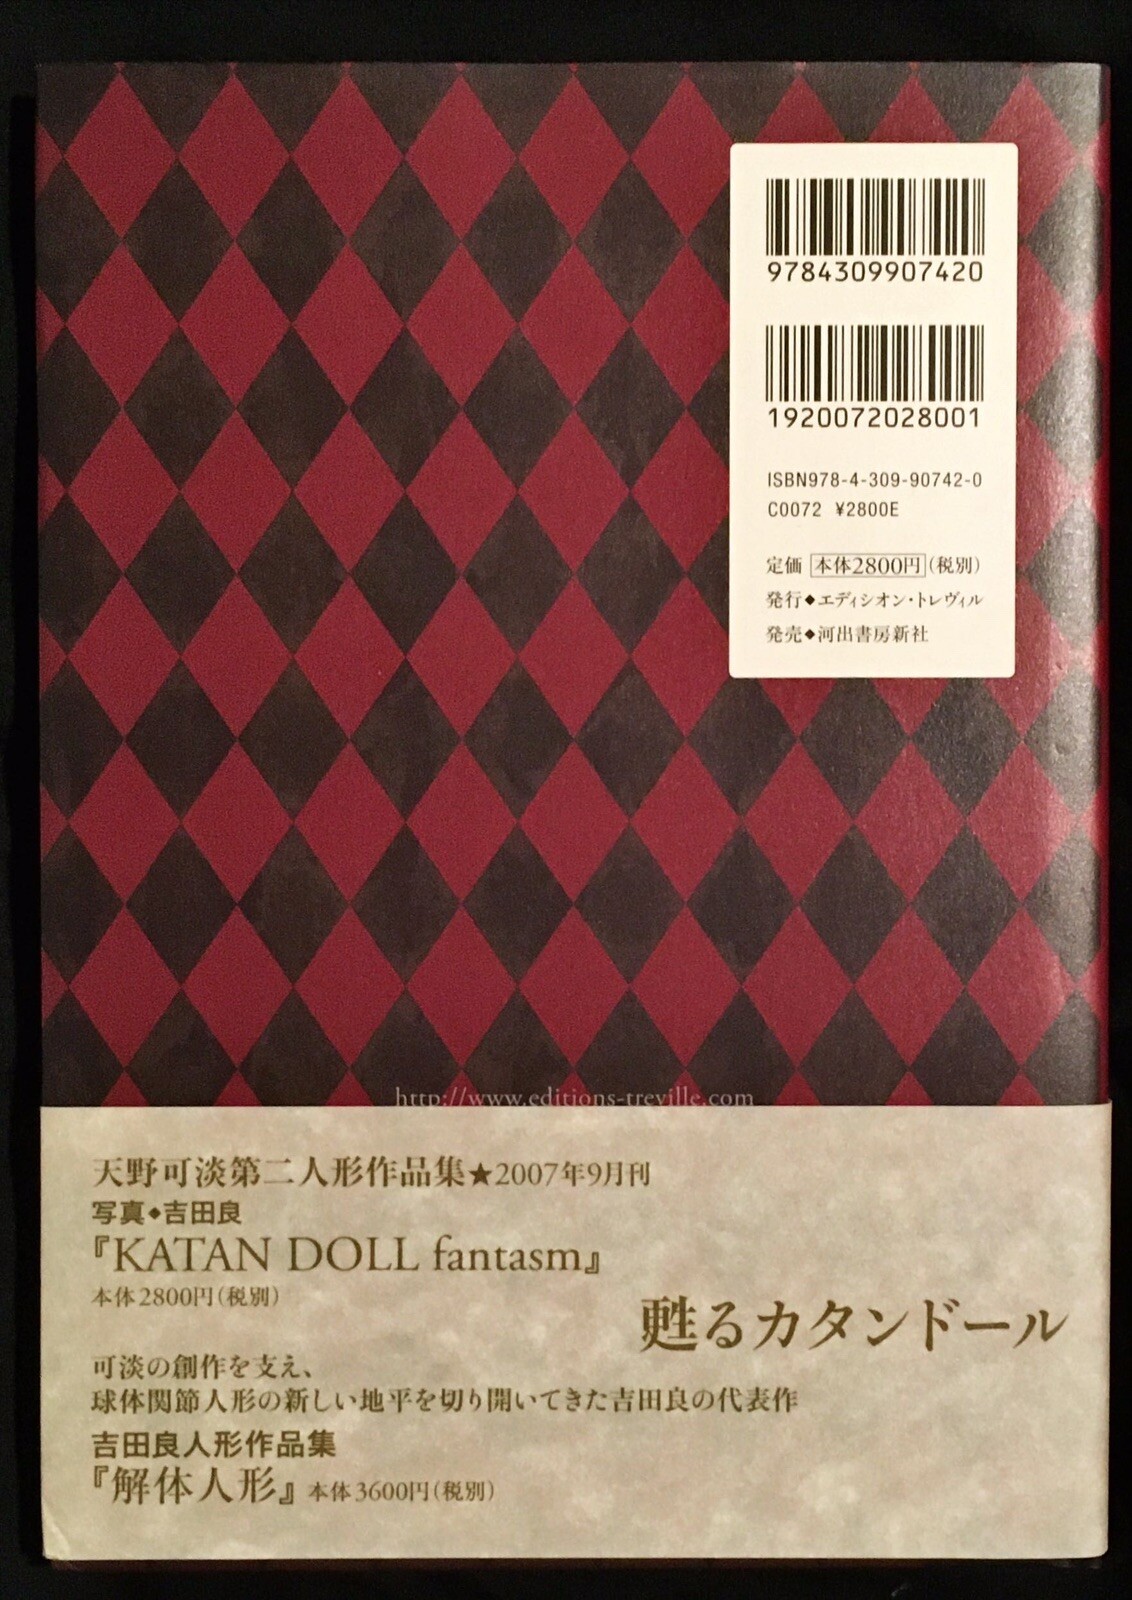 9784309907420
1920072028001
ISBN978-4-309-90742-0
C0072 ¥2800E
定価 本体2800円(税別)
発行◆エディシオン・トレヴィル
発売◆河出書房新社
http://www.editions-treville.com
天野可淡第二人形作品集★2007年9月刊
写真◆吉田良
『KATAN DOLL fantasm』
本体2800円(税別)
甦るカタンドール
可淡の創作を支え、
球体関節人形の新しい地平を切り開いてきた吉田良の代表作
吉田良人形作品集
『解体人形』 本体3600円(税別)